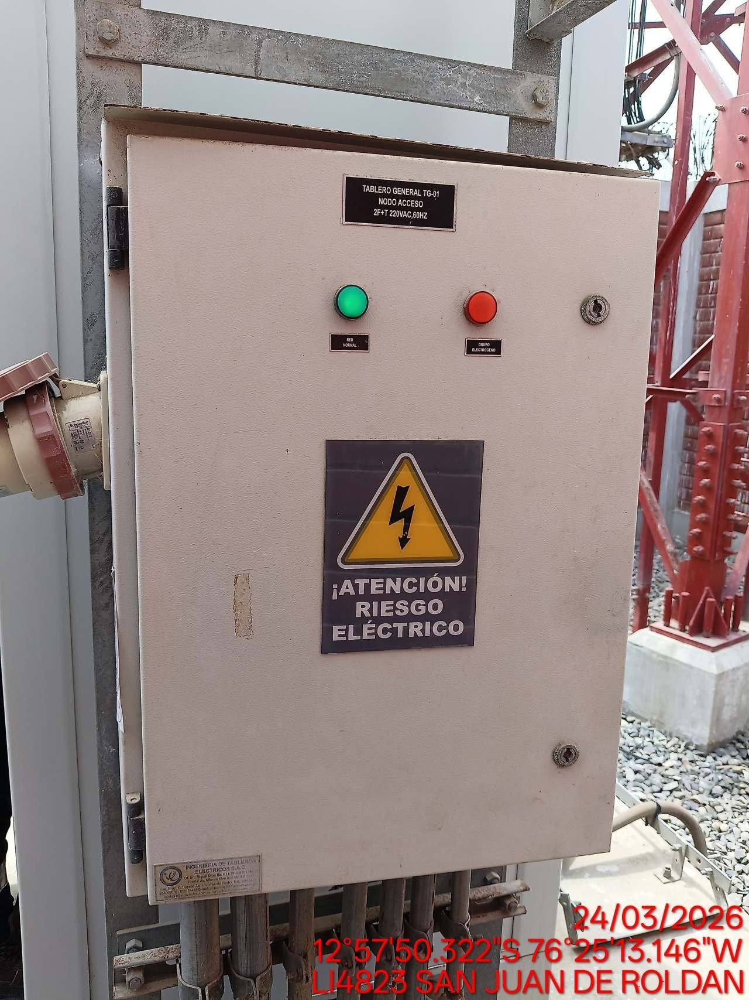 TABLERO GENERAL TG-01
NODO ACCESO
2F+T 220VAC,60HZ
RED
NORMAL
GRUPO
ELECTROGENO
Schneider
¡ATENCIÓN!
RIESGO
ELÉCTRICO
INGENIERIA DE TABLEROS
ELECTRICOS S.A.C
24/03/2026
12°57'50.322"S 76°25'13.146"W
LI4823 SAN JUAN DE ROLDAN